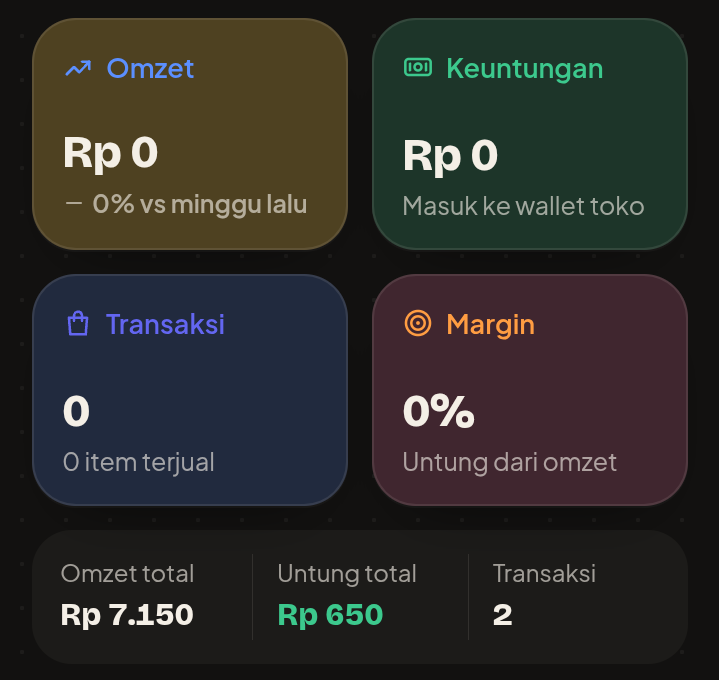 Omzet
Rp 0
— 0% vs minggu lalu
Keuntungan
Rp 0
Masuk ke wallet toko
Transaksi
0
0 item terjual
Margin
0%
Untung dari omzet
Omzet total
Rp 7.150
Untung total
Rp 650
Transaksi
2